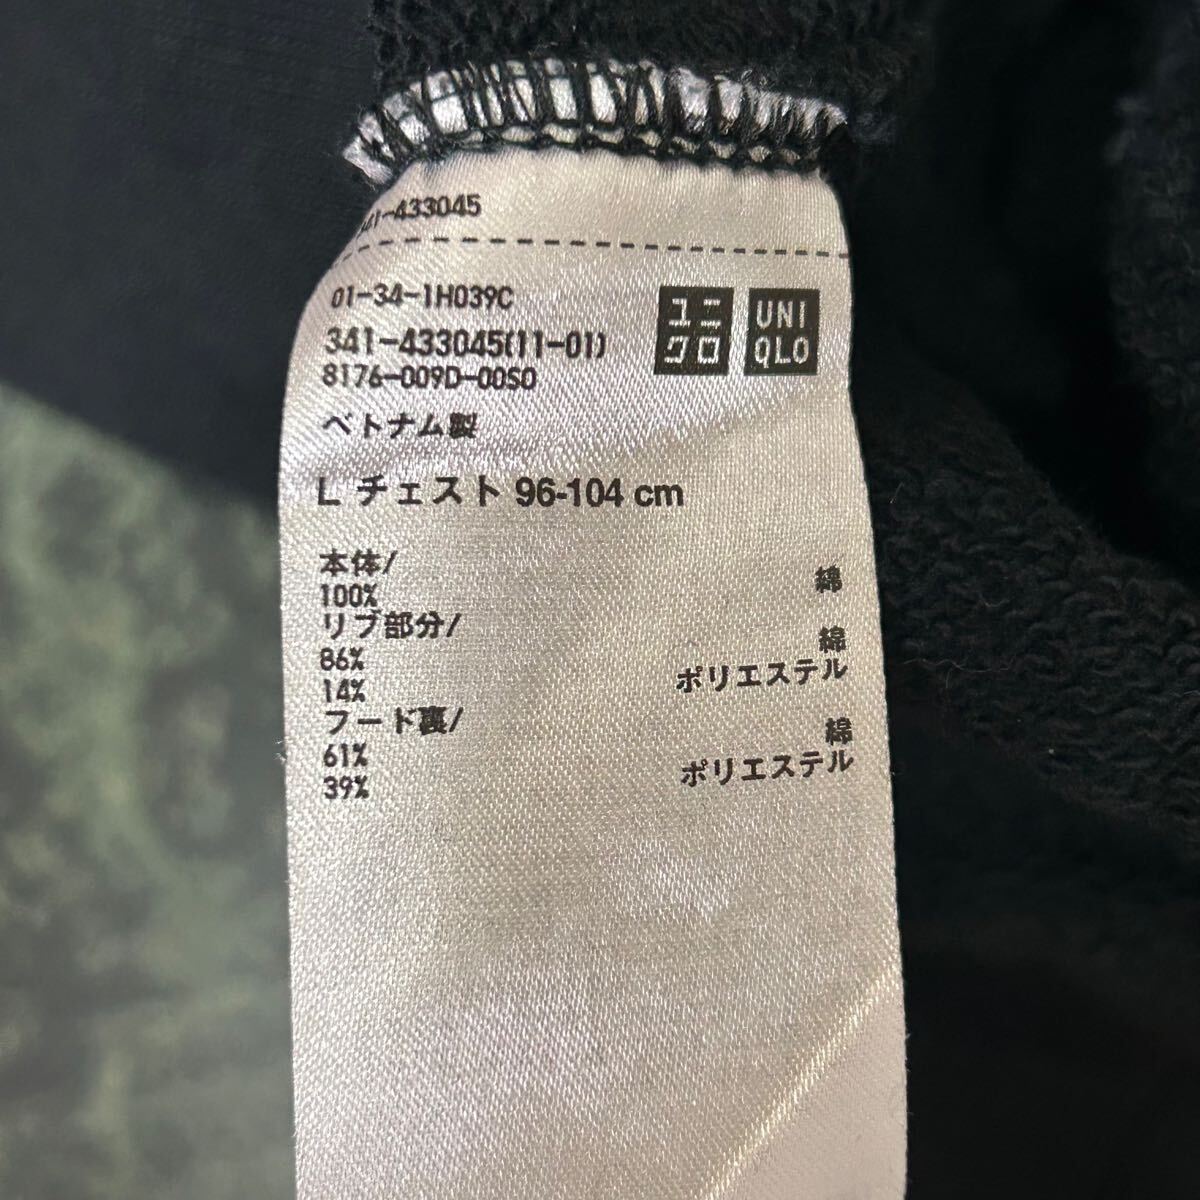 341-433045
01-34-1H039C
341-433045(11-01)
8176-009D-00S0
ユニ
クロ
UNI
QLO
ベトナム製
L チェスト 96-104 cm
本体/
100% 綿
リブ部分/
86% 綿
14% ポリエステル
フード裏/
61% 綿
39% ポリエステル